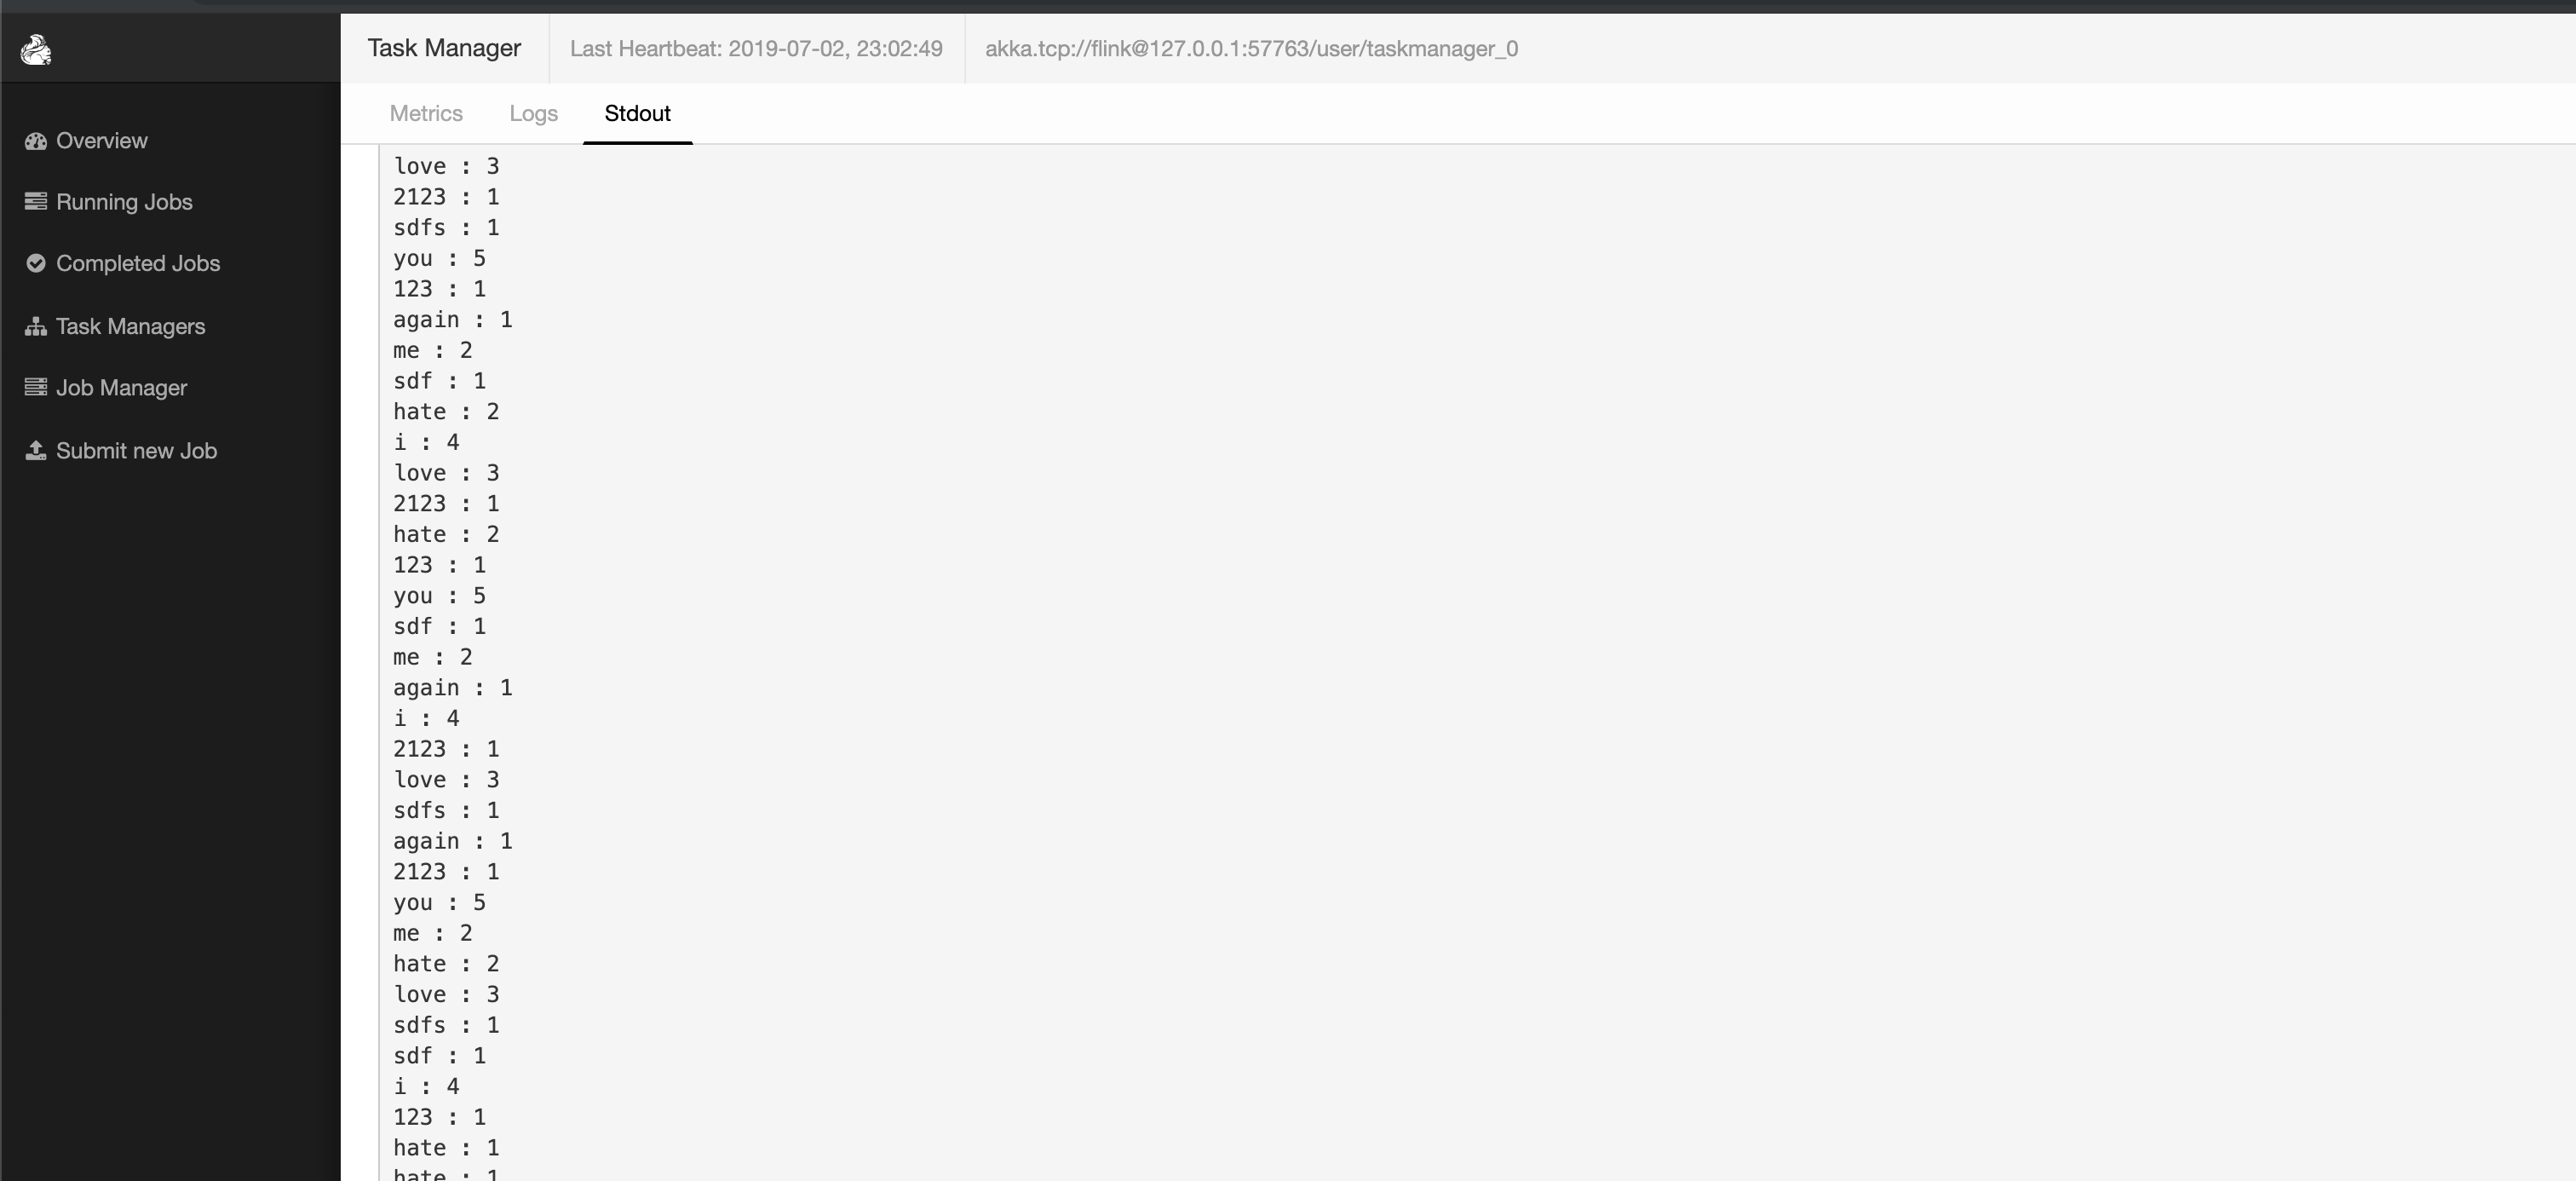 Task Manager Last Heartbeat: 2019-07-02, 23:02:49 akka.tcp://flink@127.0.0.1:57763/user/taskmanager_0
Metrics Logs Stdout
Overview
Running Jobs
Completed Jobs
Task Managers
Job Manager
Submit new Job
love : 3
2123 : 1
sdfs : 1
you : 5
123 : 1
again : 1
me : 2
sdf : 1
hate : 2
i : 4
love : 3
2123 : 1
hate : 2
123 : 1
you : 5
sdf : 1
me : 2
again : 1
i : 4
2123 : 1
love : 3
sdfs : 1
again : 1
2123 : 1
you : 5
me : 2
hate : 2
love : 3
sdfs : 1
sdf : 1
i : 4
123 : 1
hate : 1
hate : 1